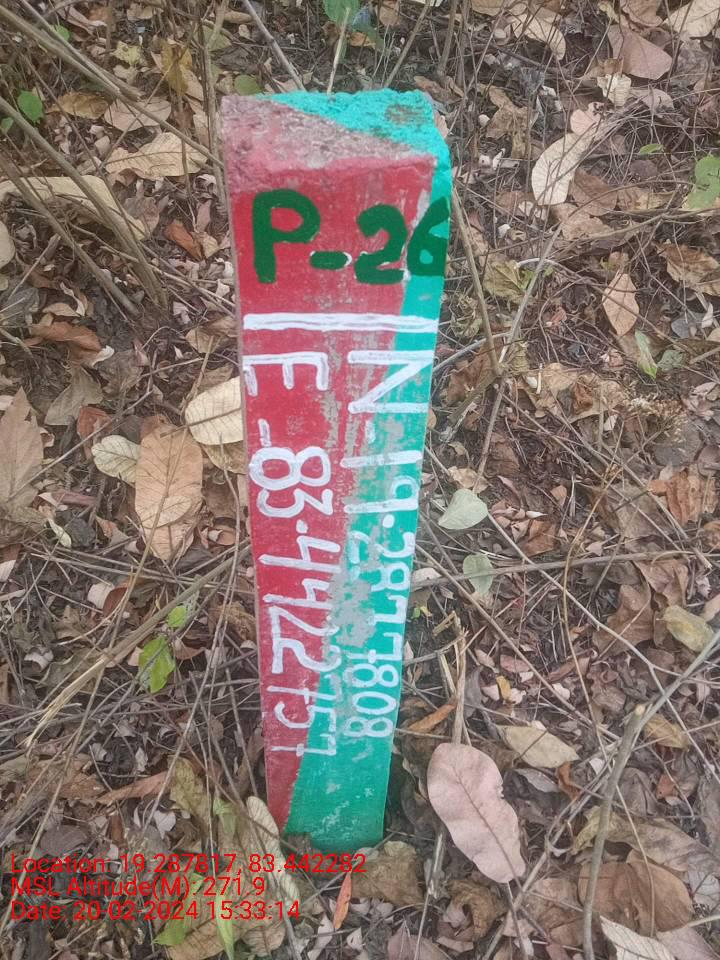 P-26
N-19.2877808
E-83.4422757
Location: 19.287817, 83.442282
MSL Altitude(M): 271.9
Date: 20-02-2024 15:33:14